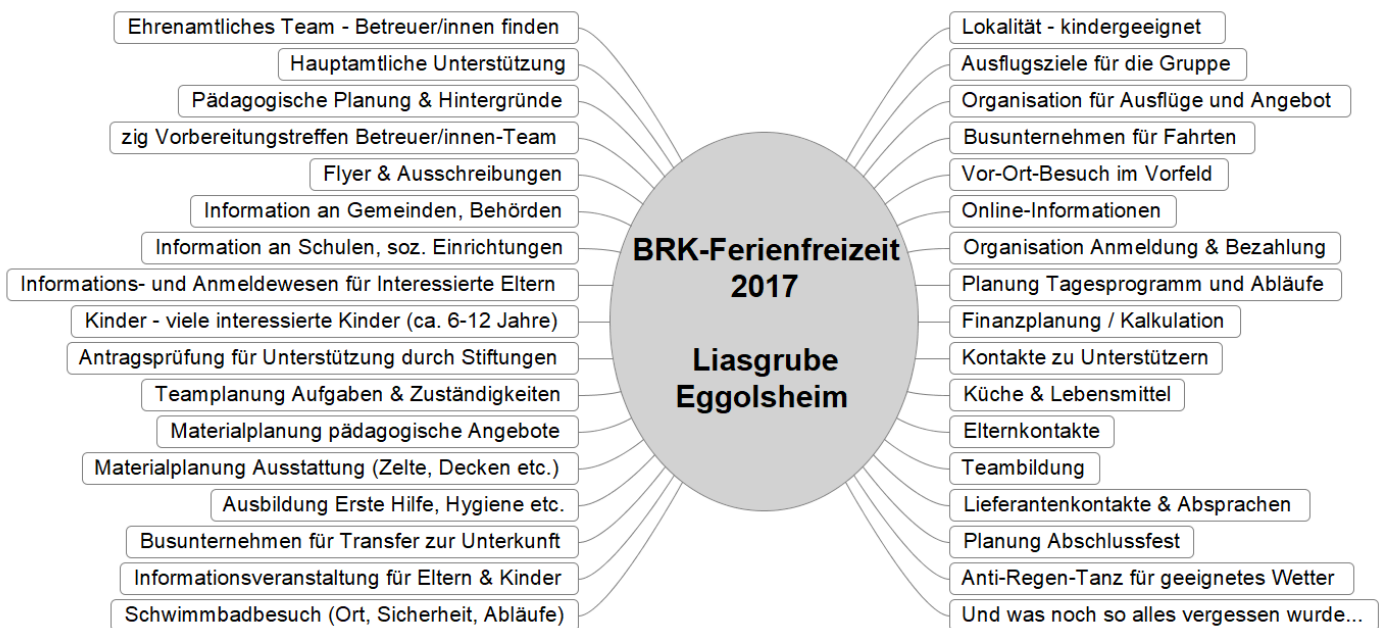 Ehrenamtliches Team - Betreuer/innen finden
Hauptamtliche Unterstützung
Pädagogische Planung & Hintergründe
zig Vorbereitungstreffen Betreuer/innen-Team
Flyer & Ausschreibungen
Information an Gemeinden, Behörden
Information an Schulen, soz. Einrichtungen
Informations- und Anmeldewesen für Interessierte Eltern
Kinder - viele interessierte Kinder (ca. 6-12 Jahre)
Antragsprüfung für Unterstützung durch Stiftungen
Teamplanung Aufgaben & Zuständigkeiten
Materialplanung pädagogische Angebote
Materialplanung Ausstattung (Zelte, Decken etc.)
Ausbildung Erste Hilfe, Hygiene etc.
Busunternehmen für Transfer zur Unterkunft
Informationsveranstaltung für Eltern & Kinder
Schwimmbadbesuch (Ort, Sicherheit, Abläufe)
BRK-Ferienfreizeit
2017
Liasgrube
Eggolsheim
Lokalität - kindergeeignet
Ausflugsziele für die Gruppe
Organisation für Ausflüge und Angebot
Busunternehmen für Fahrten
Vor-Ort-Besuch im Vorfeld
Online-Informationen
Organisation Anmeldung & Bezahlung
Planung Tagesprogramm und Abläufe
Finanzplanung / Kalkulation
Kontakte zu Unterstützern
Küche & Lebensmittel
Elternkontakte
Teambildung
Lieferantenkontakte & Absprachen
Planung Abschlussfest
Anti-Regen-Tanz für geeignetes Wetter
Und was noch so alles vergessen wurde...